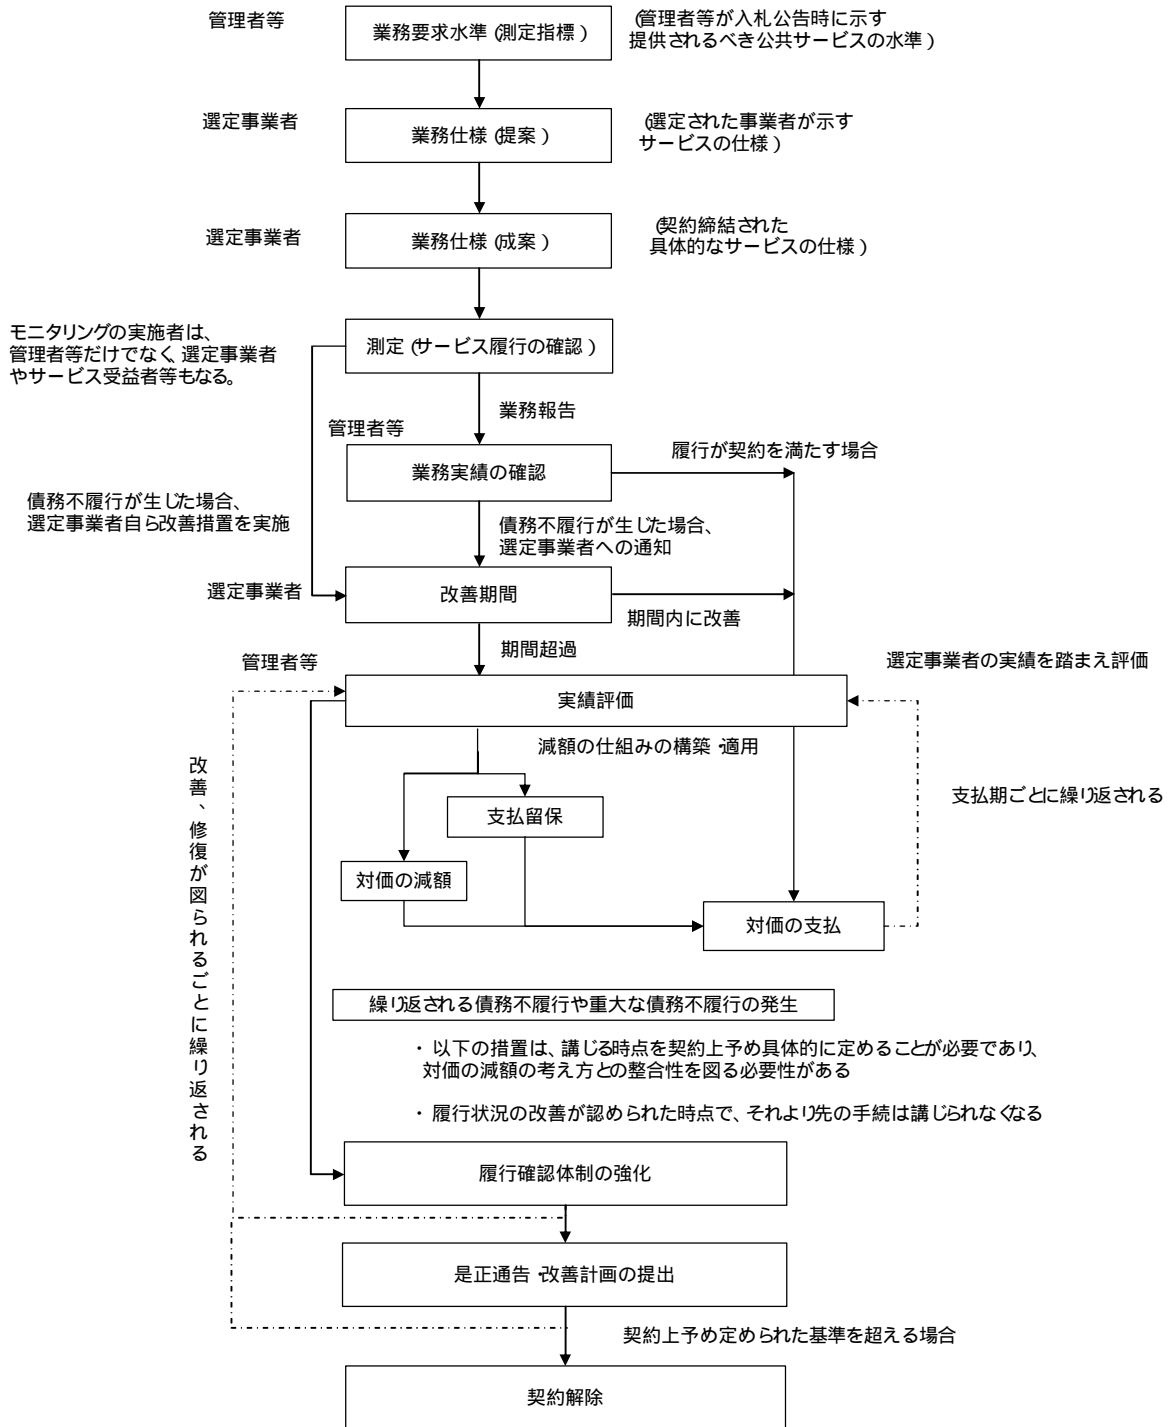 管理者等
業務要求水準(測定指標)
(管理者等が入札公告時に示す
提供されるべき公共サービスの水準)
選定事業者
業務仕様(提案)
(選定された事業者が示す
サービスの仕様)
選定事業者
業務仕様(成案)
(契約締結された
具体的なサービスの仕様)
モニタリングの実施者は、
管理者等だけでなく、選定事業者
やサービス受益者等もなる。
測定(サービス履行の確認)
業務報告
管理者等
業務実績の確認
履行が契約を満たす場合
債務不履行が生じた場合、
選定事業者自ら改善措置を実施
債務不履行が生じた場合、
選定事業者への通知
選定事業者
改善期間
期間内に改善
期間超過
管理者等
選定事業者の実績を踏まえ評価
実績評価
減額の仕組みの構築・適用
支払留保
支払期ごとに繰り返される
対価の減額
対価の支払
改善、修復が図られるごとに繰り返される
繰り返される債務不履行や重大な債務不履行の発生
・ 以下の措置は、講じる時点を契約上予め具体的に定めることが必要であり、
対価の減額の考え方との整合性を図る必要性がある
・ 履行状況の改善が認められた時点で、それより先の手続は講じられなくなる
履行確認体制の強化
是正通告・改善計画の提出
契約上予め定められた基準を超える場合
契約解除